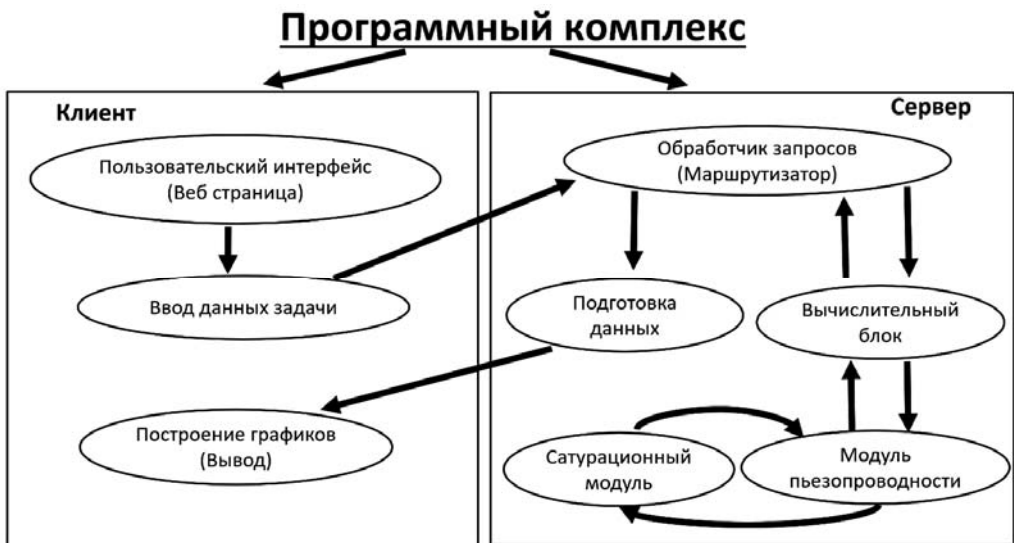 Программный комплекс
Клиент
Пользовательский интерфейс
(Веб страница)
Ввод данных задачи
Построение графиков
(Вывод)
Сервер
Обработчик запросов
(Маршрутизатор)
Подготовка
данных
Вычислительный
блок
Сатурационный
модуль
Модуль
пьезопроводности